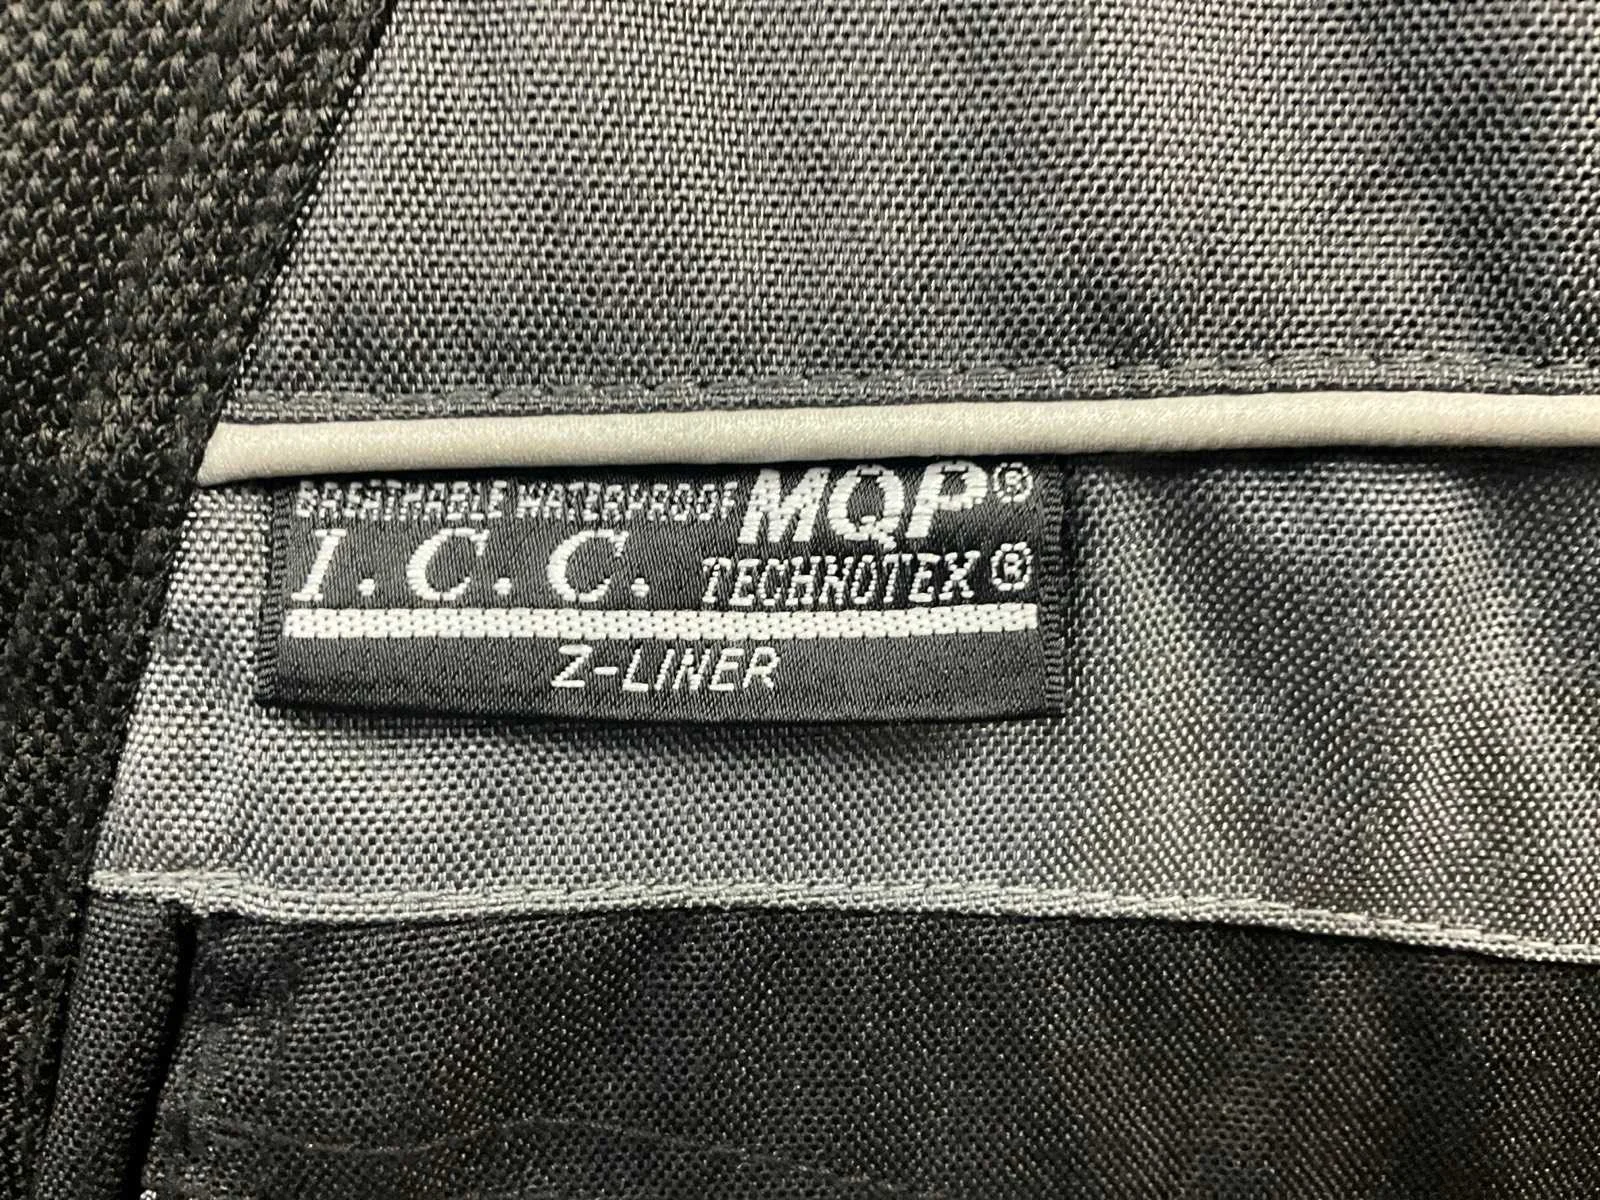 BREATHABLE WATERPROOF MQP®
I.C.C. TECHNOTEX®
Z-LINER